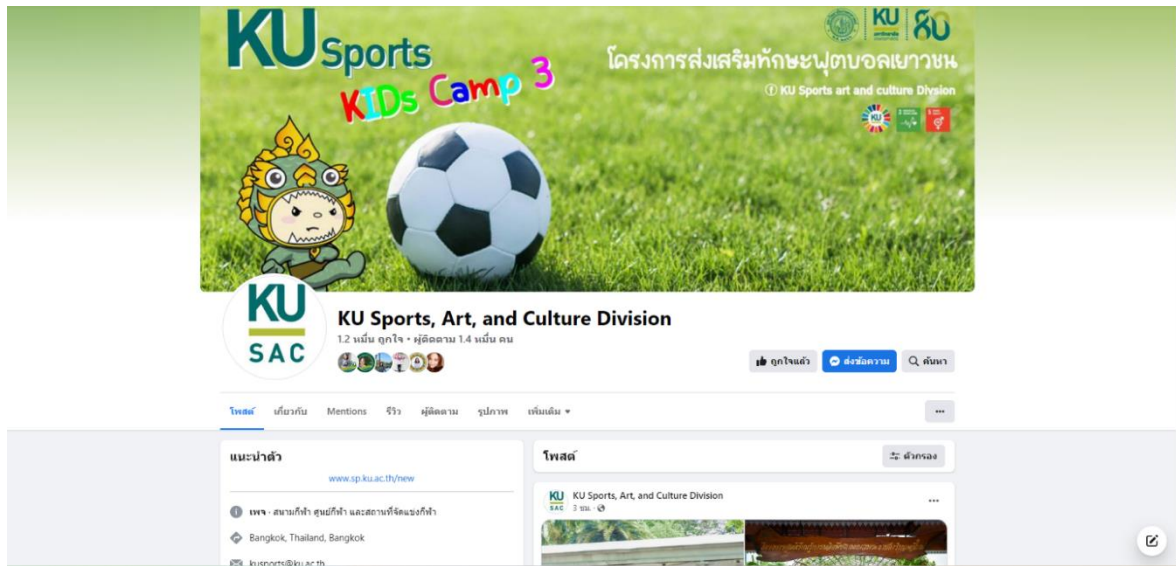 KU Sports
KIDs Camp 3
KU
80
โครงการส่งเสริมทักษะฟุตบอลเยาวชน
KU Sports art and culture Divsion
KU
KU
SAC
KU Sports, Art, and Culture Division
1.2 หมื่น ถูกใจ • ผู้ติดตาม 1.4 หมื่น คน
ถูกใจแล้ว ส่งข้อความ ค้นหา
โพสต์ เกี่ยวกับ Mentions รีวิว ผู้ติดตาม รูปภาพ เพิ่มเติม
แนะนำตัว
www.sp.ku.ac.th/new
เพจ · สนามกีฬา ศูนย์กีฬา และสถานที่จัดแข่งกีฬา
Bangkok, Thailand, Bangkok
kusports@ku.ac.th
โพสต์ ตัวกรอง
KU
SAC
KU Sports, Art, and Culture Division
3 ชม. ·